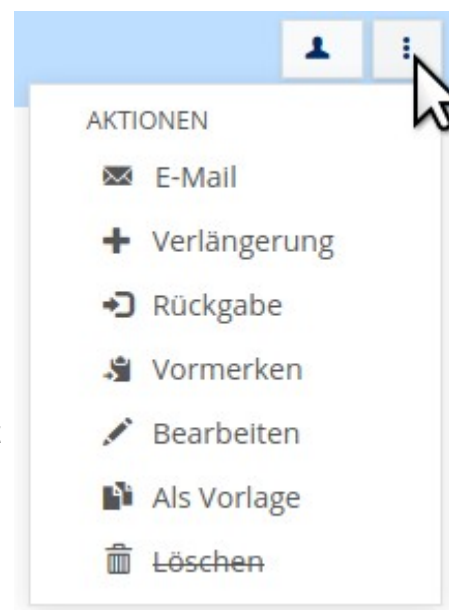 AKTIONEN
E-Mail
Verlängerung
Rückgabe
Vormerken
Bearbeiten
Als Vorlage
Löschen